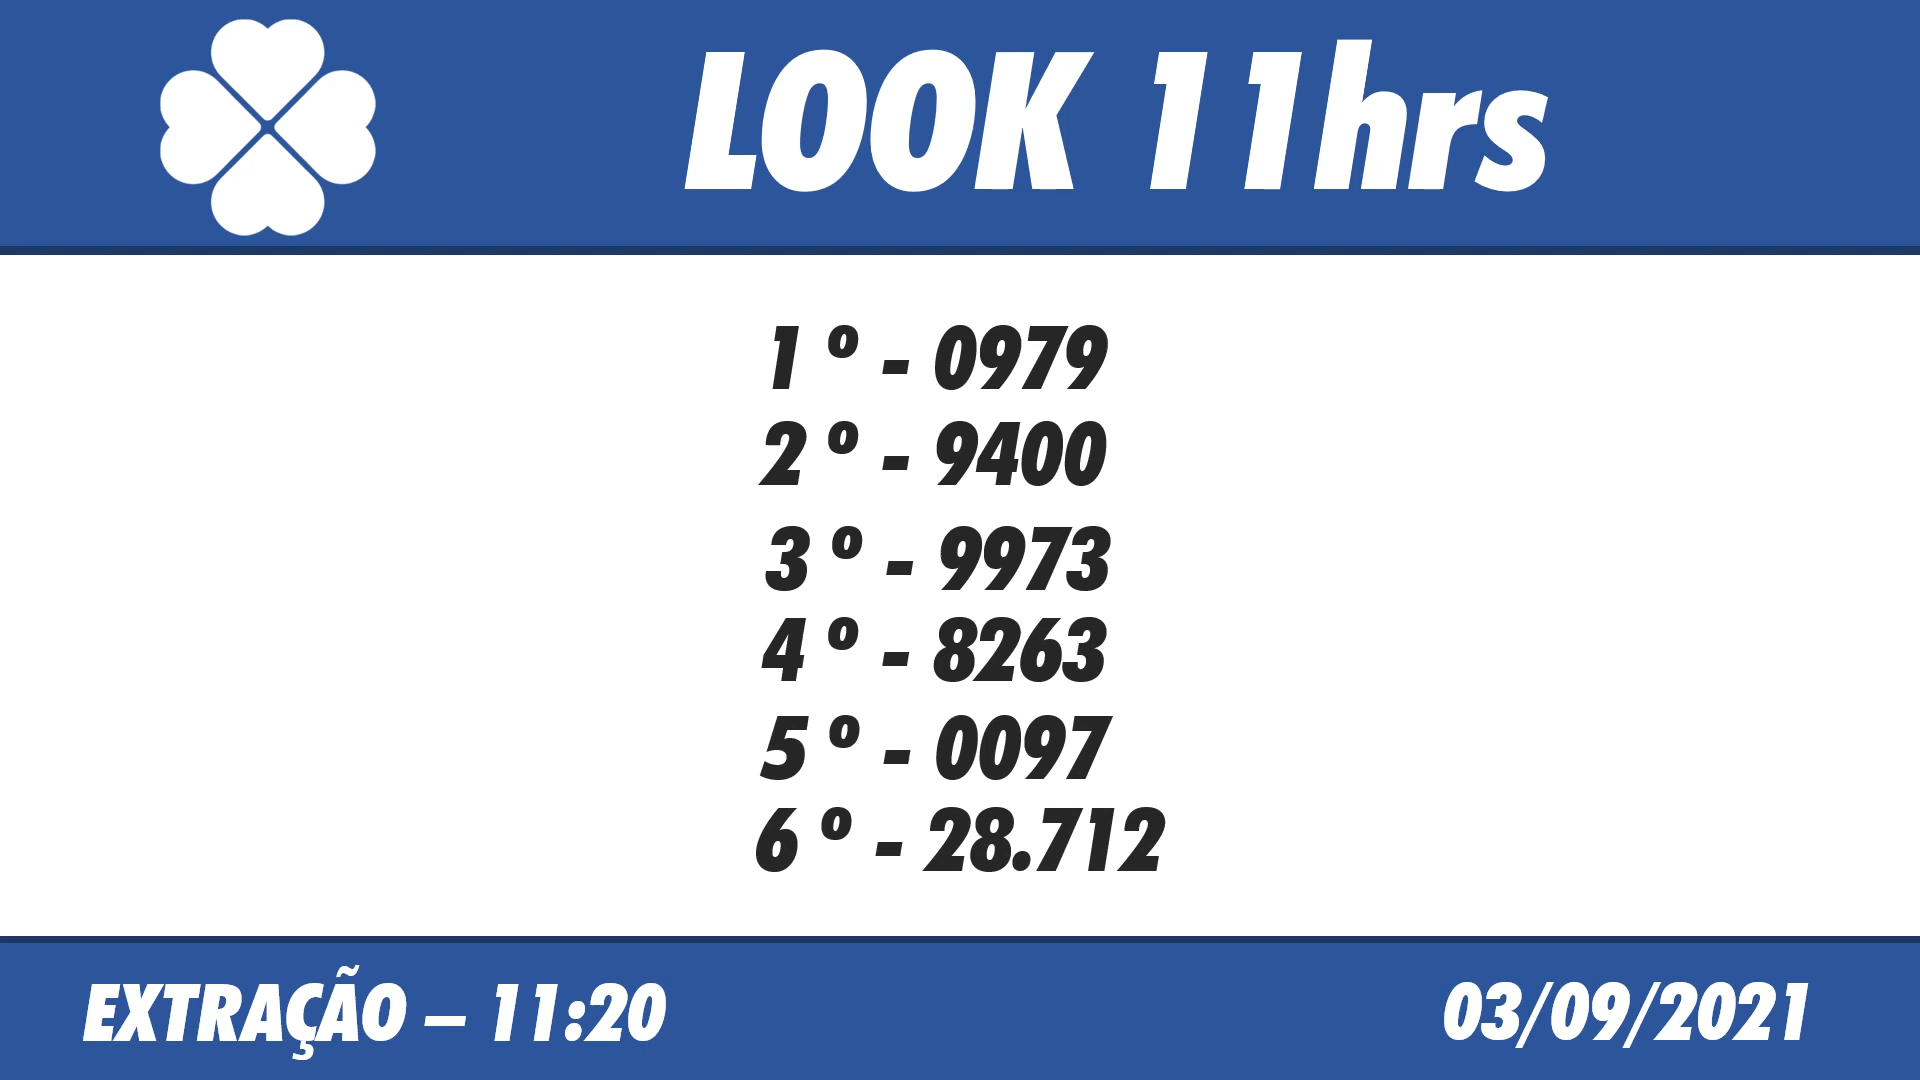 LOOK 11hrs
1 º - 0979
2 º - 9400
3 º - 9973
4 º - 8263
5 º - 0097
6 º - 28.712
EXTRAÇÃO – 11:20
03/09/2021